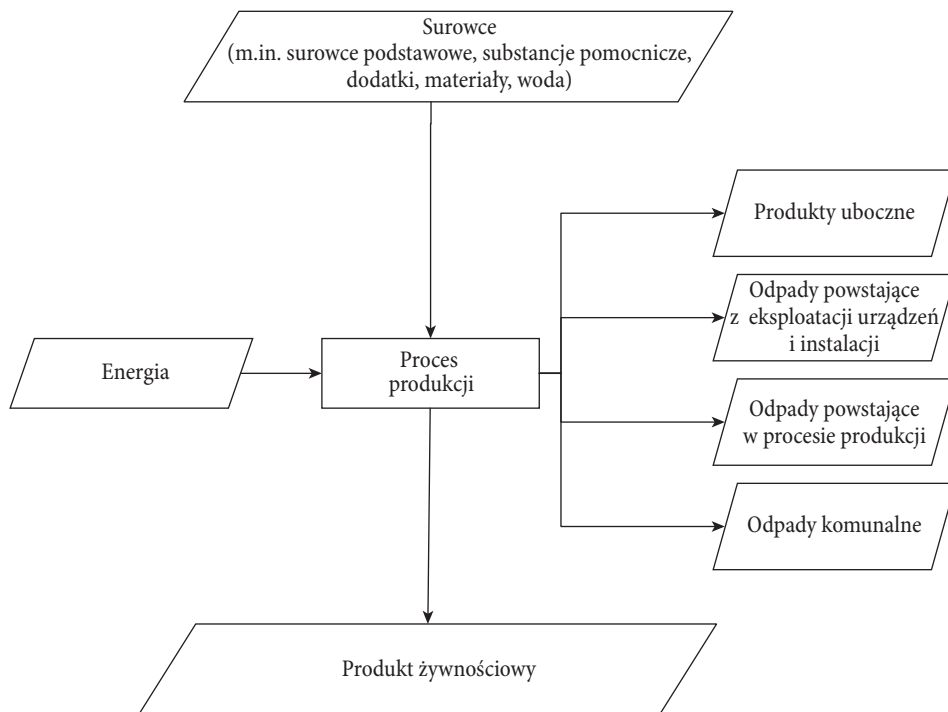 Surowce
(m.in. surowce podstawowe, substancje pomocnicze,
dodatki, materiały, woda)
Produkty uboczne
Odpady powstające
z eksploatacji urządzeń
i instalacji
Energia
Proces
produkcji
Odpady powstające
w procesie produkcji
Odpady komunalne
Produkt żywnościowy